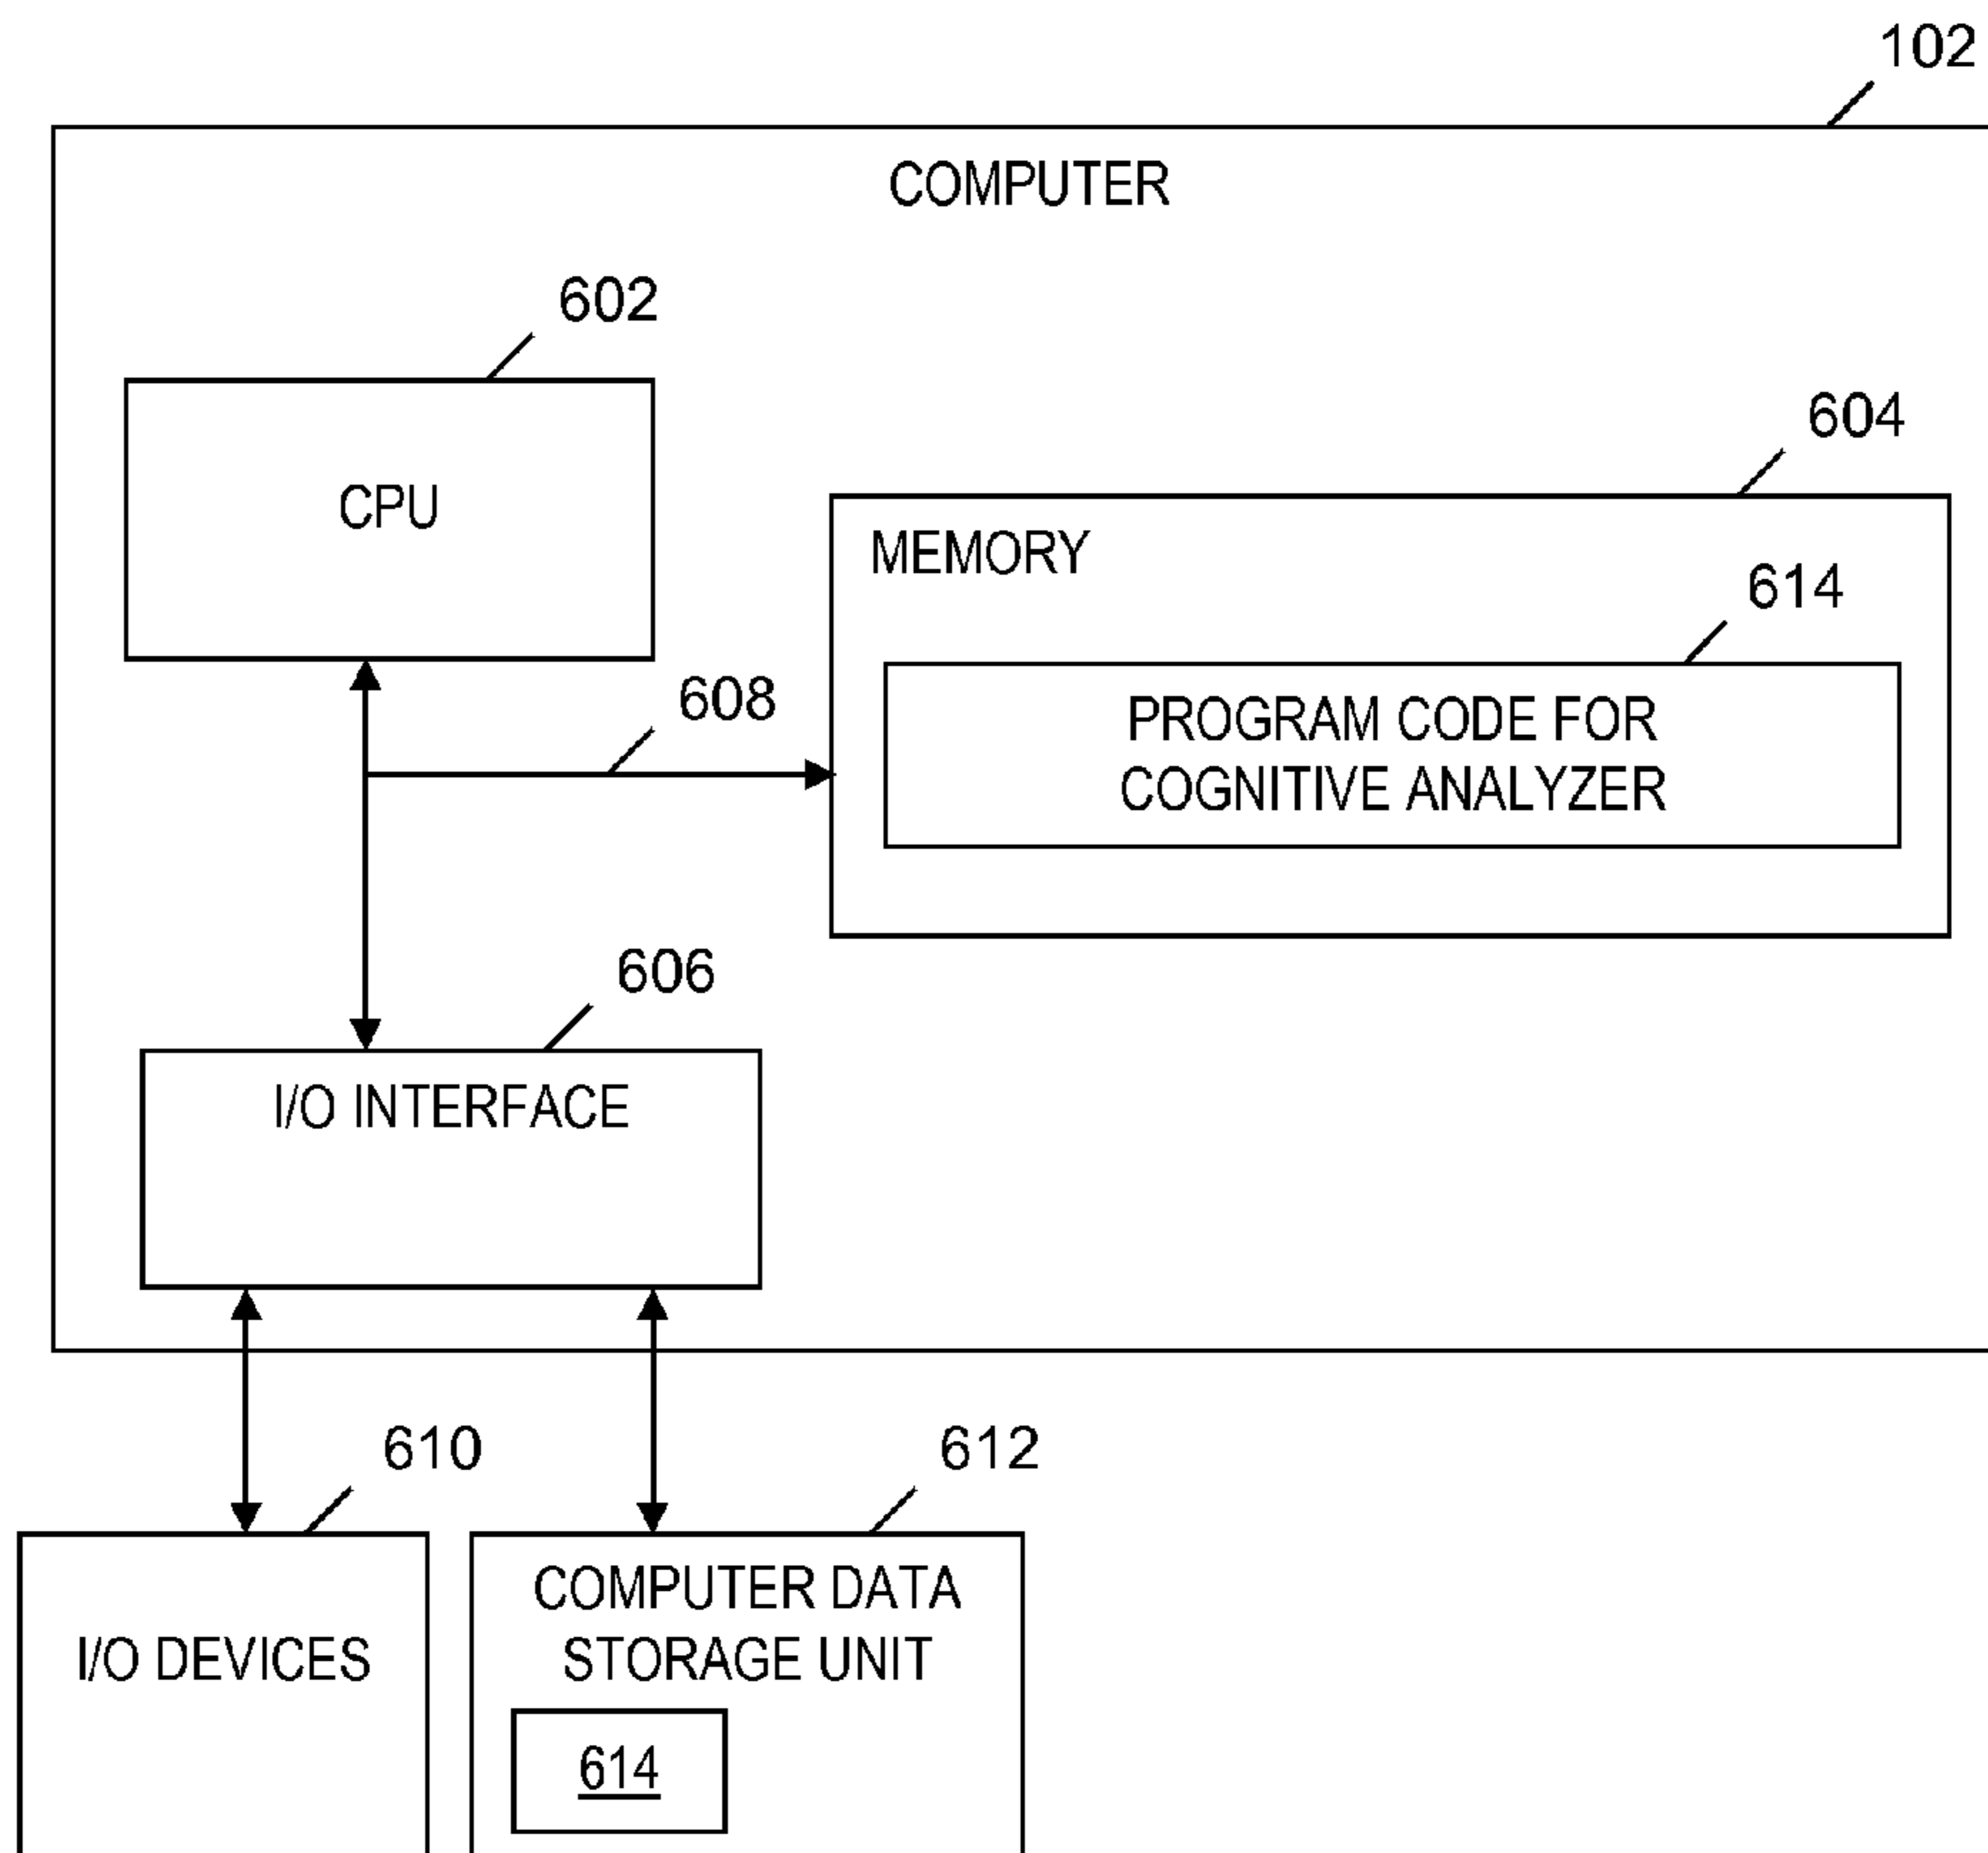 102
COMPUTER
602
CPU
604
MEMORY
614
PROGRAM CODE FOR
COGNITIVE ANALYZER
608
606
I/O INTERFACE
610
612
I/O DEVICES
COMPUTER DATA
STORAGE UNIT
614